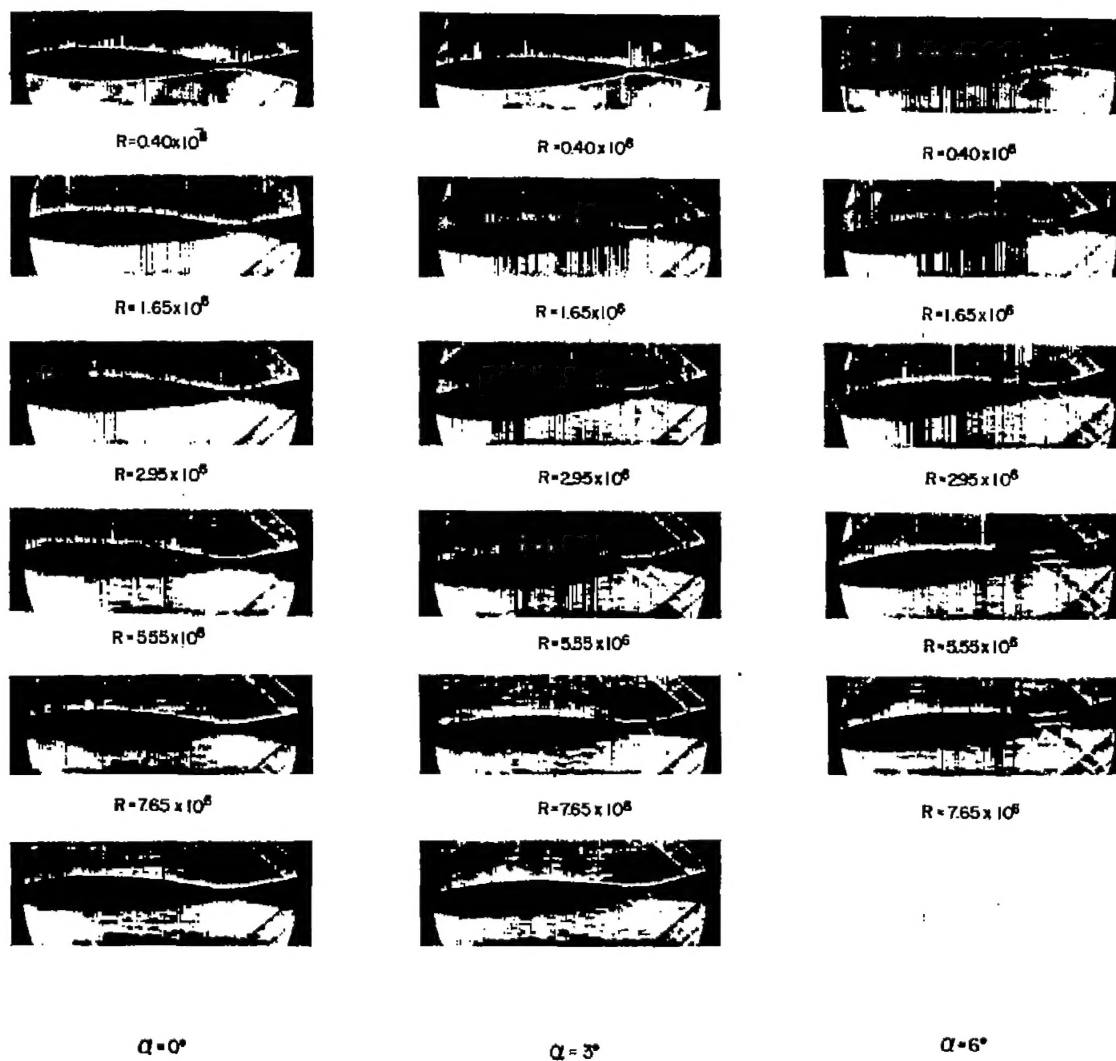 R=0.40x10⁶
R=0.40x10⁶
R=0.40x10⁶
R=1.65x10⁶
R=1.65x10⁶
R=1.65x10⁶
R=2.95x10⁶
R=2.95x10⁶
R=2.95x10⁶
R=5.55x10⁶
R=5.55x10⁶
R=5.55x10⁶
R=7.65x10⁶
R=7.65x10⁶
R=7.65x10⁶
α=0°
α=3°
α=6°